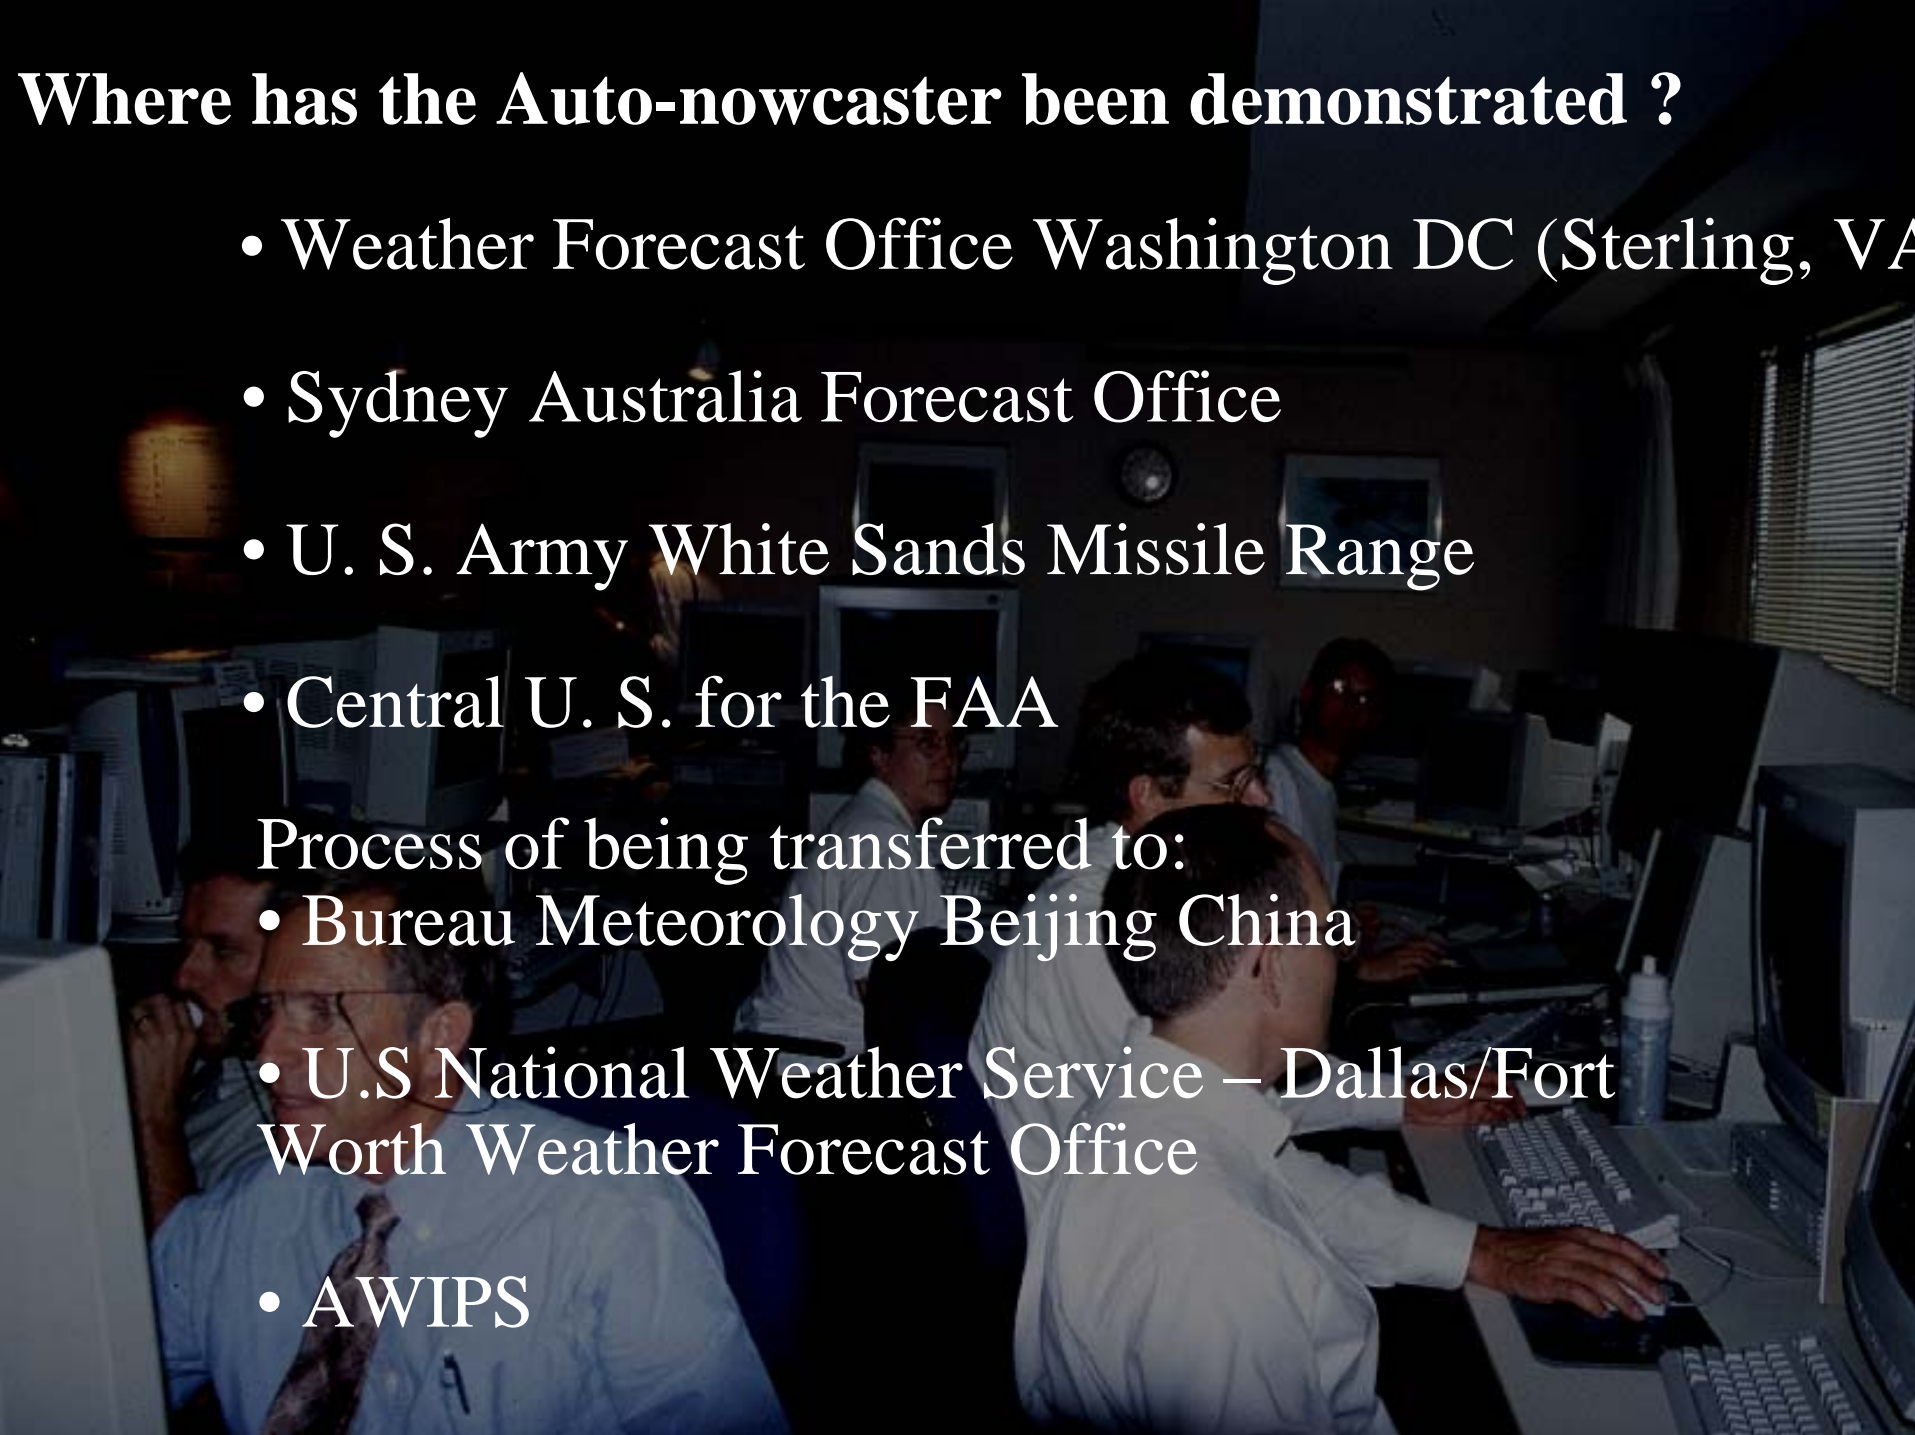 Where has the Auto-nowcaster been demonstrated ?
• Weather Forecast Office Washington DC (Sterling, VA
• Sydney Australia Forecast Office
• U. S. Army White Sands Missile Range
• Central U. S. for the FAA
Process of being transferred to:
• Bureau Meteorology Beijing China
• U.S National Weather Service – Dallas/Fort
Worth Weather Forecast Office
• AWIPS